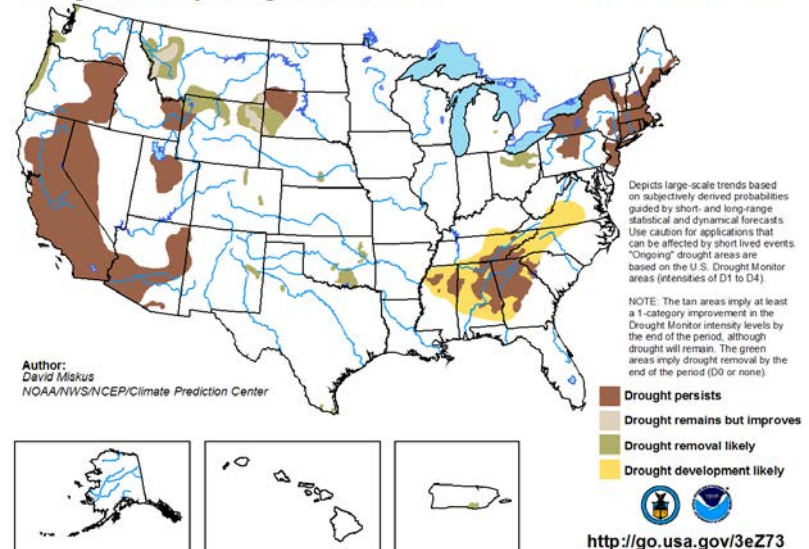 Depicts large-scale trends based
on subjectively derived probabilities
guided by short- and long-range
statistical and dynamical forecasts.
Use caution for applications that
can be affected by short lived events.
"Ongoing" drought areas are
based on the U.S. Drought Monitor
areas (intensities of D1 to D4).
NOTE: The tan areas imply at least
a 1-category improvement in the
Drought Monitor intensity levels by
the end of the period, although
drought will remain. The green
areas imply drought removal by the
end of the period (D0 or none).
Author:
David Miskus
NOAA/NWS/NCEP/Climate Prediction Center
Drought persists
Drought remains but improves
Drought removal likely
Drought development likely
http://go.usa.gov/3eZ73